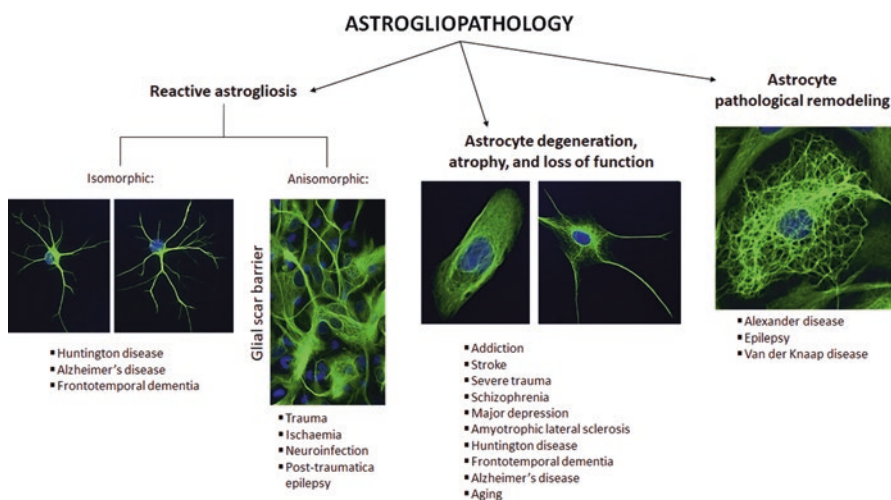 ASTROGLIOPATHOLOGY
Reactive astrogliosis
Isomorphic:
▪ Huntington disease
▪ Alzheimer's disease
▪ Frontotemporal dementia
Anisomorphic:
Glial scar barrier
▪ Trauma
▪ Ischaemia
▪ Neuroinfection
▪ Post-traumatica
epilepsy
Astrocyte degeneration,
atrophy, and loss of function
▪ Addiction
▪ Stroke
▪ Severe trauma
▪ Schizophrenia
▪ Major depression
▪ Amyotrophic lateral sclerosis
▪ Huntington disease
▪ Frontotemporal dementia
▪ Alzheimer's disease
▪ Aging
Astrocyte
pathological remodeling
▪ Alexander disease
▪ Epilepsy
▪ Van der Knaap disease